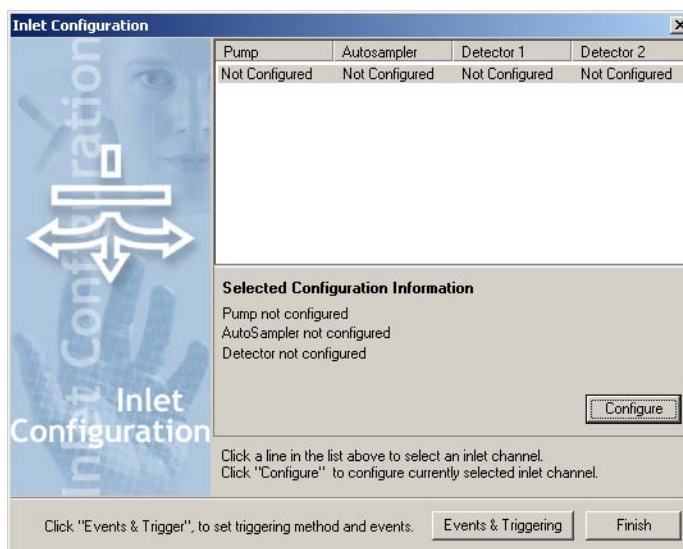 Inlet Configuration
Pump Autosampler Detector 1 Detector 2
Not Configured Not Configured Not Configured Not Configured
Inlet Configuration
Inlet
Configuration
Selected Configuration Information
Pump not configured
AutoSampler not configured
Detector not configured
Configure
Click a line in the list above to select an inlet channel.
Click "Configure" to configure currently selected inlet channel.
Click "Events & Trigger", to set triggering method and events. Events & Triggering Finish